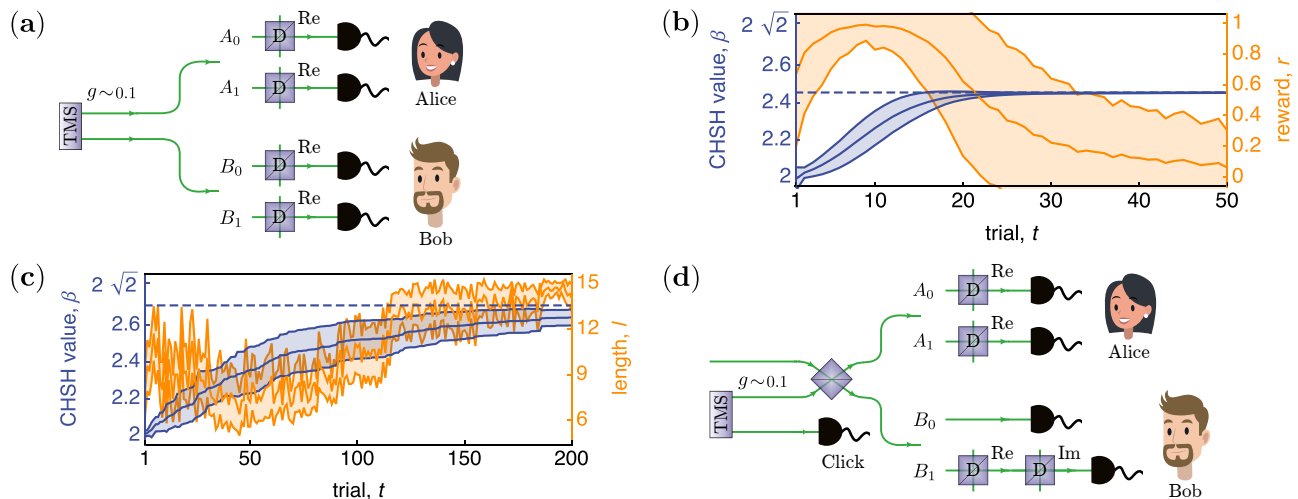 (a)
A0
Re
D
A1
Re
D
Alice
g~0.1
TMS
B0
Re
D
B1
Re
D
Bob
(b)
CHSH value, β
2 √2
2.6
2.4
2.2
2
1
0.8
0.6
0.4
0.2
0
reward, r
1 10 20 30 40 50
trial, t
(c)
CHSH value, β
2 √2
2.6
2.4
2.2
2
15
12
9
6
length, l
1 50 100 150 200
trial, t
(d)
A0
Re
D
A1
Re
D
Alice
g~0.1
TMS
Click
B0
B1
Re
D
Im
D
Bob